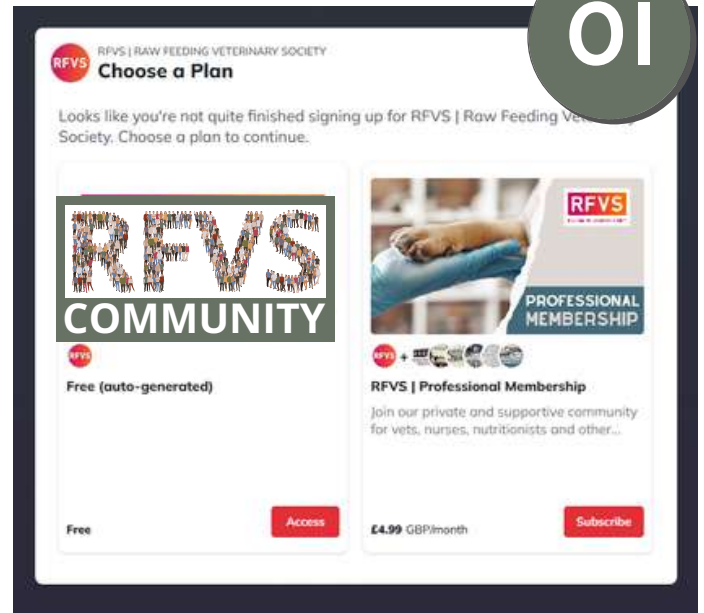 01
RFVS
RFVS | RAW FEEDING VETERINARY SOCIETY
Choose a Plan
Looks like you're not quite finished signing up for RFVS | Raw Feeding
Society. Choose a plan to continue.
RFVS
COMMUNITY
RFVS
Free (auto-generated)
Free
Access
RFVS
PROFESSIONAL
MEMBERSHIP
RFVS +
RFVS | Professional Membership
Join our private and supportive community
for vets, nurses, nutritionists and other...
£4.99 GBP/month
Subscribe